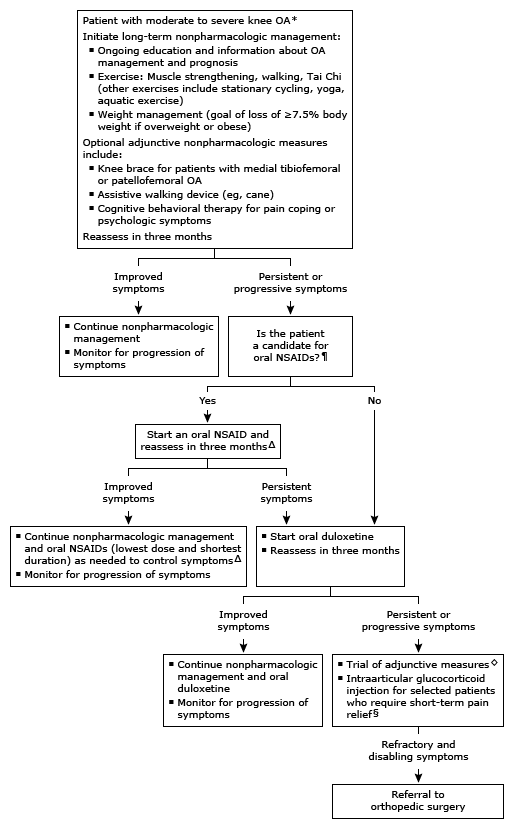 Patient with moderate to severe knee OA*
Initiate long-term nonpharmacologic management:
▪ Ongoing education and information about OA
management and prognosis
▪ Exercise: Muscle strengthening, walking, Tai Chi
(other exercises include stationary cycling, yoga,
aquatic exercise)
▪ Weight management (goal of loss of ≥7.5% body
weight if overweight or obese)
Optional adjunctive nonpharmacologic measures
include:
▪ Knee brace for patients with medial tibiofemoral
or patellofemoral OA
▪ Assistive walking device (eg, cane)
▪ Cognitive behavioral therapy for pain coping or
psychologic symptoms
Reassess in three months
Improved
symptoms
Persistent or
progressive symptoms
▪ Continue nonpharmacologic
management
▪ Monitor for progression of
symptoms
Is the patient
a candidate for
oral NSAIDs?¶
Yes
No
Start an oral NSAID and
reassess in three monthsΔ
Improved
symptoms
Persistent
symptoms
▪ Continue nonpharmacologic management
and oral NSAIDs (lowest dose and shortest
duration) as needed to control symptomsΔ
▪ Monitor for progression of symptoms
▪ Start oral duloxetine
▪ Reassess in three months
Improved
symptoms
Persistent or
progressive symptoms
▪ Continue nonpharmacologic
management and oral
duloxetine
▪ Monitor for progression of
symptoms
▪ Trial of adjunctive measures◇
▪ Intraarticular glucocorticoid
injection for selected patients
who require short-term pain
relief§
Refractory and
disabling symptoms
Referral to
orthopedic surgery